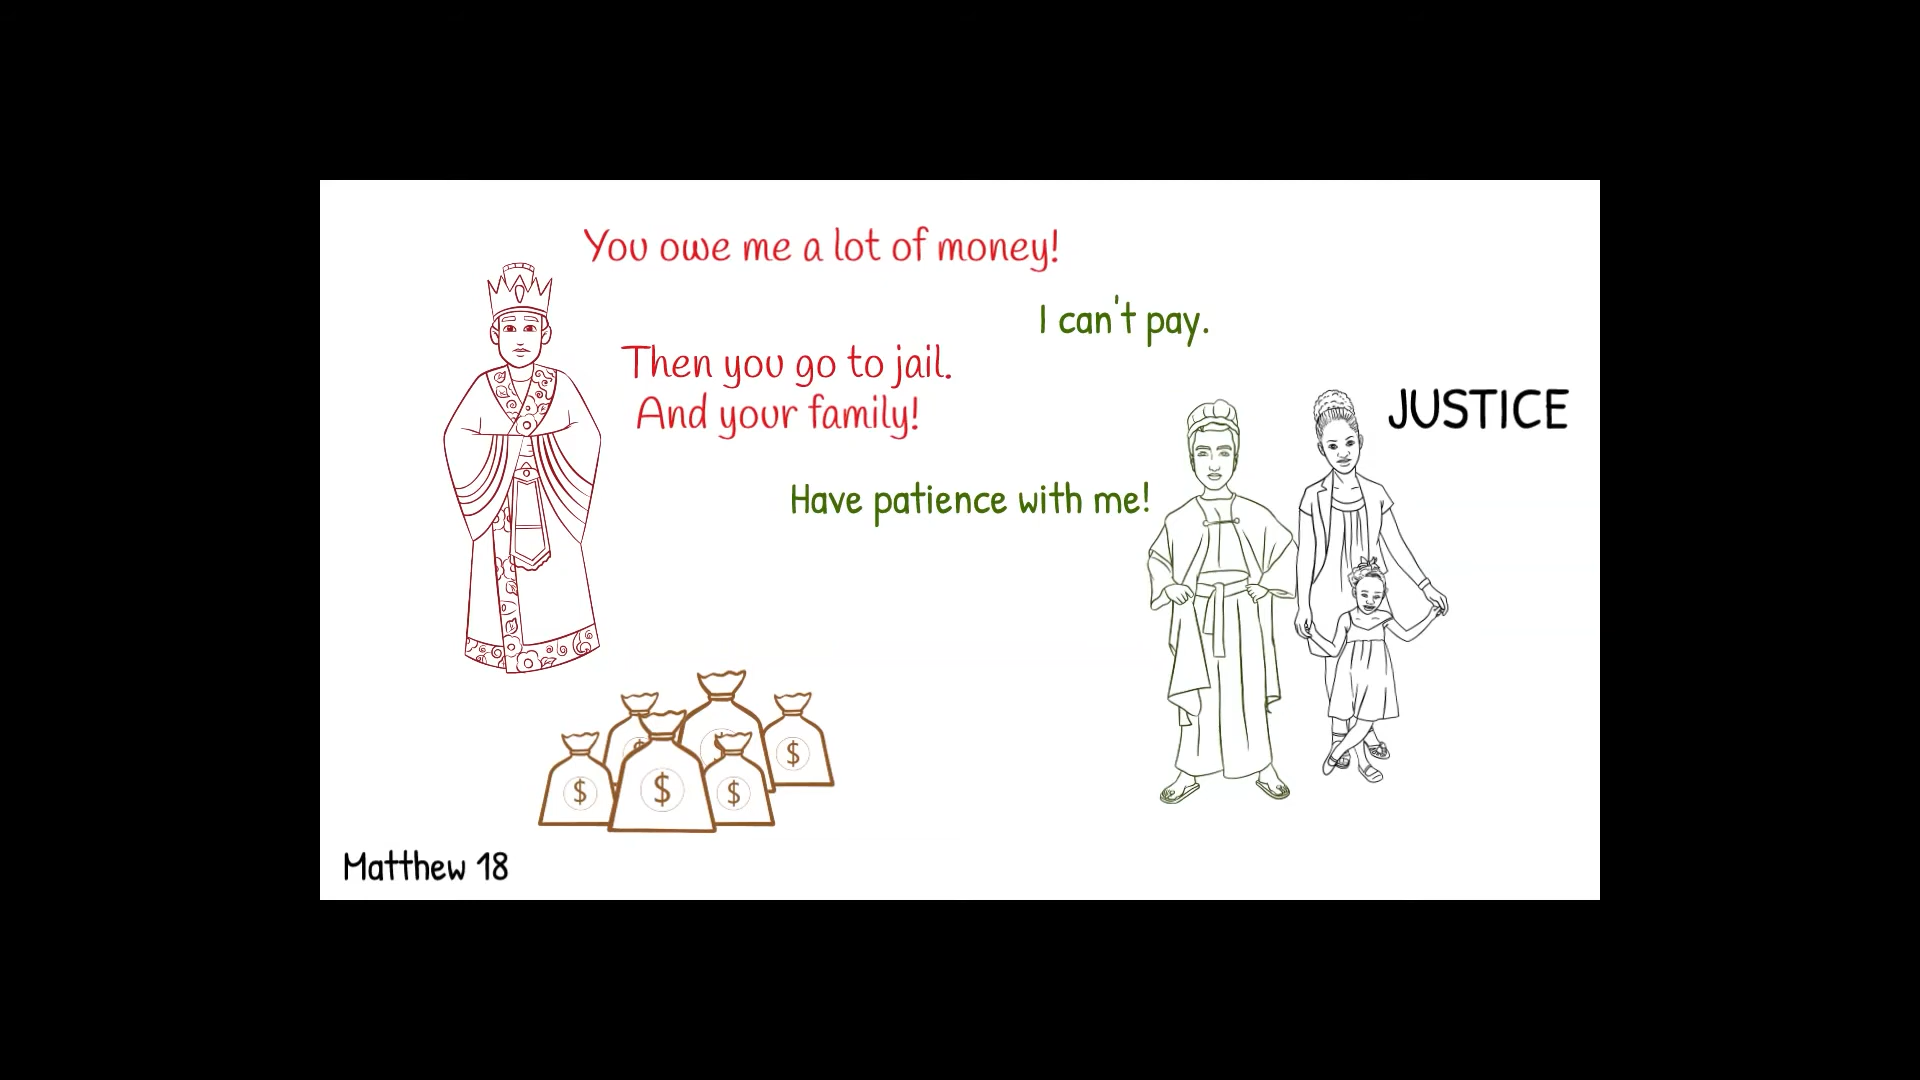 You owe me a lot of money!
I can't pay.
Then you go to jail.
And your family!
JUSTICE
Have patience with me!
$
$
$
$
$
$
Matthew 18